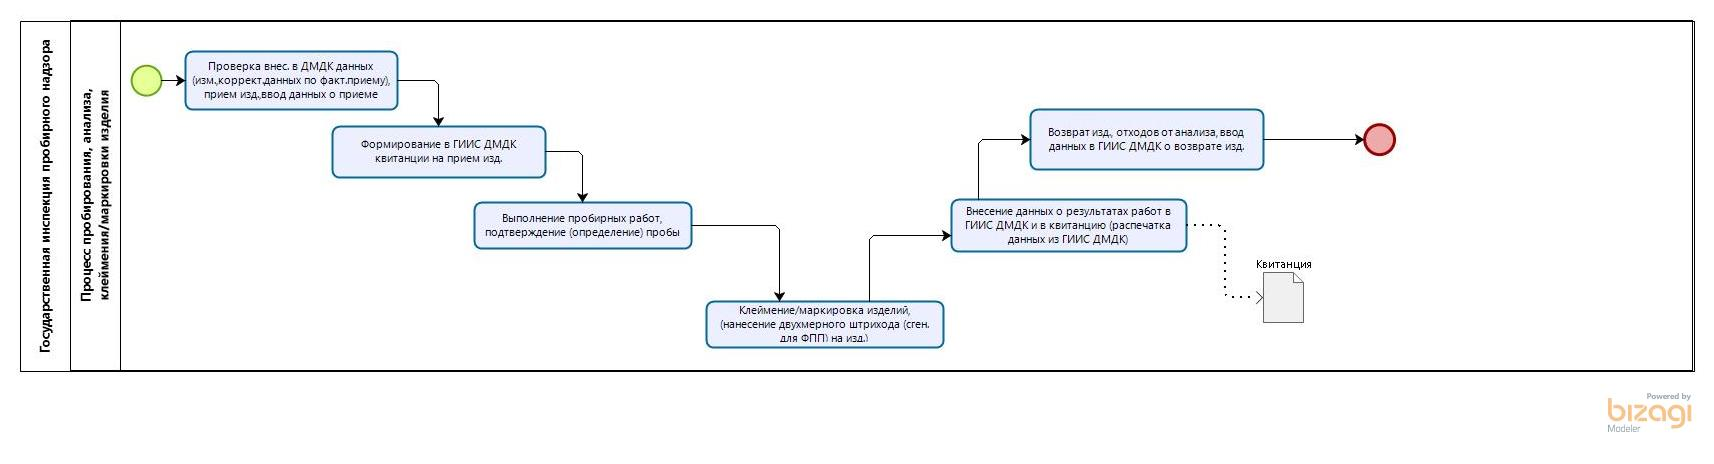 Государственная инспекция пробирного надзора
Процесс пробирования, анализа,
клеймения/маркировки изделия
Проверка внес. в ДМДК данных
(изм.,коррект.данных по факт.приему),
прием изд.,ввод данных о приеме
Формирование в ГИИС ДМДК
квитанции на прием изд.
Выполнение пробирных работ,
подтверждение (определение) пробы
Клеймение/маркировка изделий,
(нанесение двухмерного штрихода (сген.
для ФПП) на изд.)
Внесение данных о результатах работ в
ГИИС ДМДК и в квитанцию (распечатка
данных из ГИИС ДМДК)
Возврат изд., отходов от анализа, ввод
данных в ГИИС ДМДК о возврате изд.
Квитанция
Powered by
bizagi
Modeler